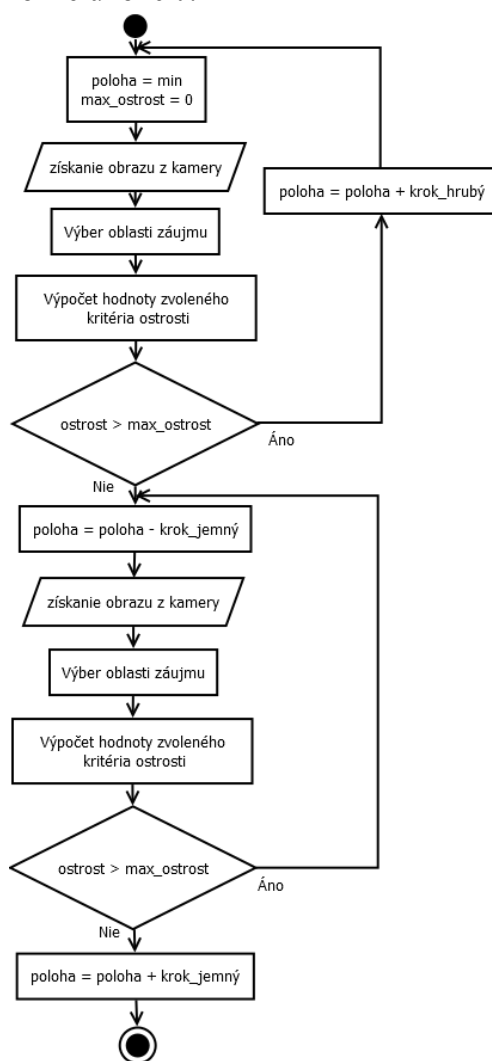 poloha = min
max_ostrost = 0
získanie obrazu z kamery
poloha = poloha + krok_hrubý
Výber oblasti záujmu
Výpočet hodnoty zvoleného
kritéria ostrosti
ostrost > max_ostrost
Áno
Nie
poloha = poloha - krok_jemný
získanie obrazu z kamery
Výber oblasti záujmu
Výpočet hodnoty zvoleného
kritéria ostrosti
ostrost > max_ostrost
Áno
Nie
poloha = poloha + krok_jemný